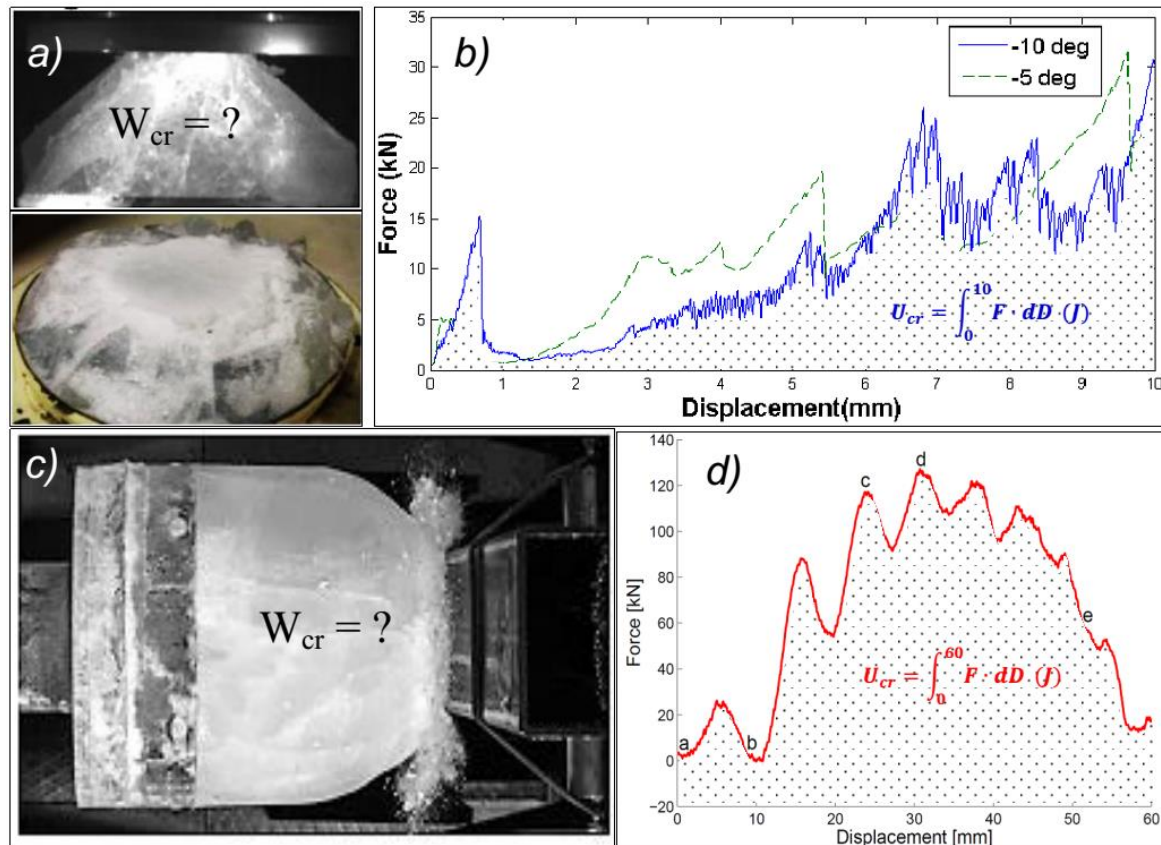 a)
W_cr = ?
b)
35
30
25
20
15
10
5
0
Force (kN)
-10 deg
-5 deg
U_cr = ∫_0^10 F · dD (J)
0 1 2 3 4 5 6 7 8 9 10
Displacement(mm)
c)
W_cr = ?
d)
140
120
100
80
60
40
20
0
−20
Force [kN]
a
b
c
d
e
U_cr = ∫_0^60 F · dD (J)
0 10 20 30 40 50 60
Displacement [mm]